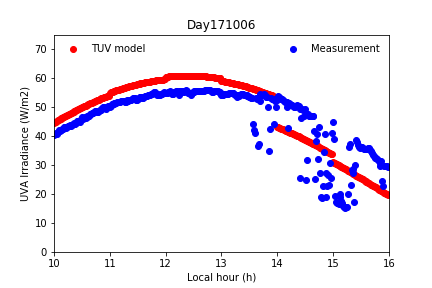 Day171006
UVA Irradiance (W/m2)
70
60
50
40
30
20
10
0
TUV model
Measurement
10 11 12 13 14 15 16
Local hour (h)